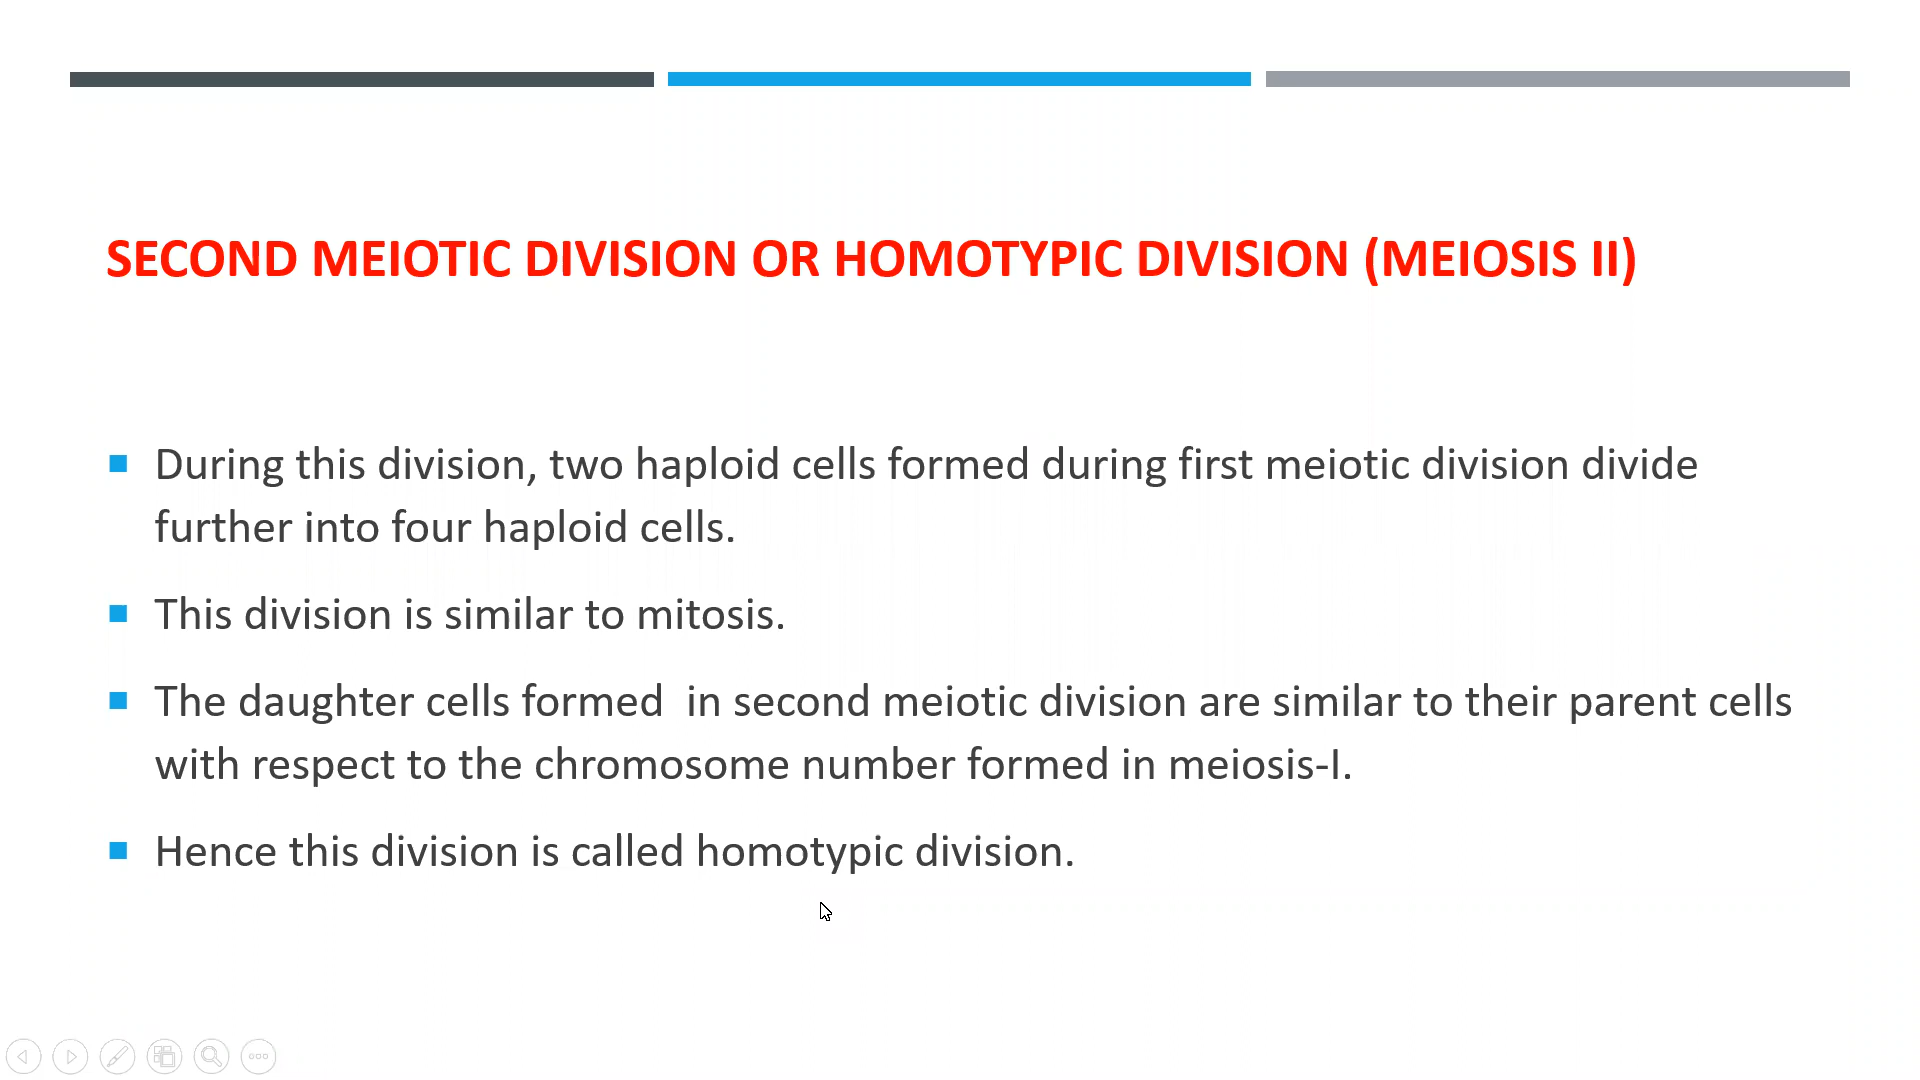 SECOND MEIOTIC DIVISION OR HOMOTYPIC DIVISION (MEIOSIS II)
During this division, two haploid cells formed during first meiotic division divide
further into four haploid cells.
This division is similar to mitosis.
The daughter cells formed  in second meiotic division are similar to their parent cells
with respect to the chromosome number formed in meiosis-I.
Hence this division is called homotypic division.